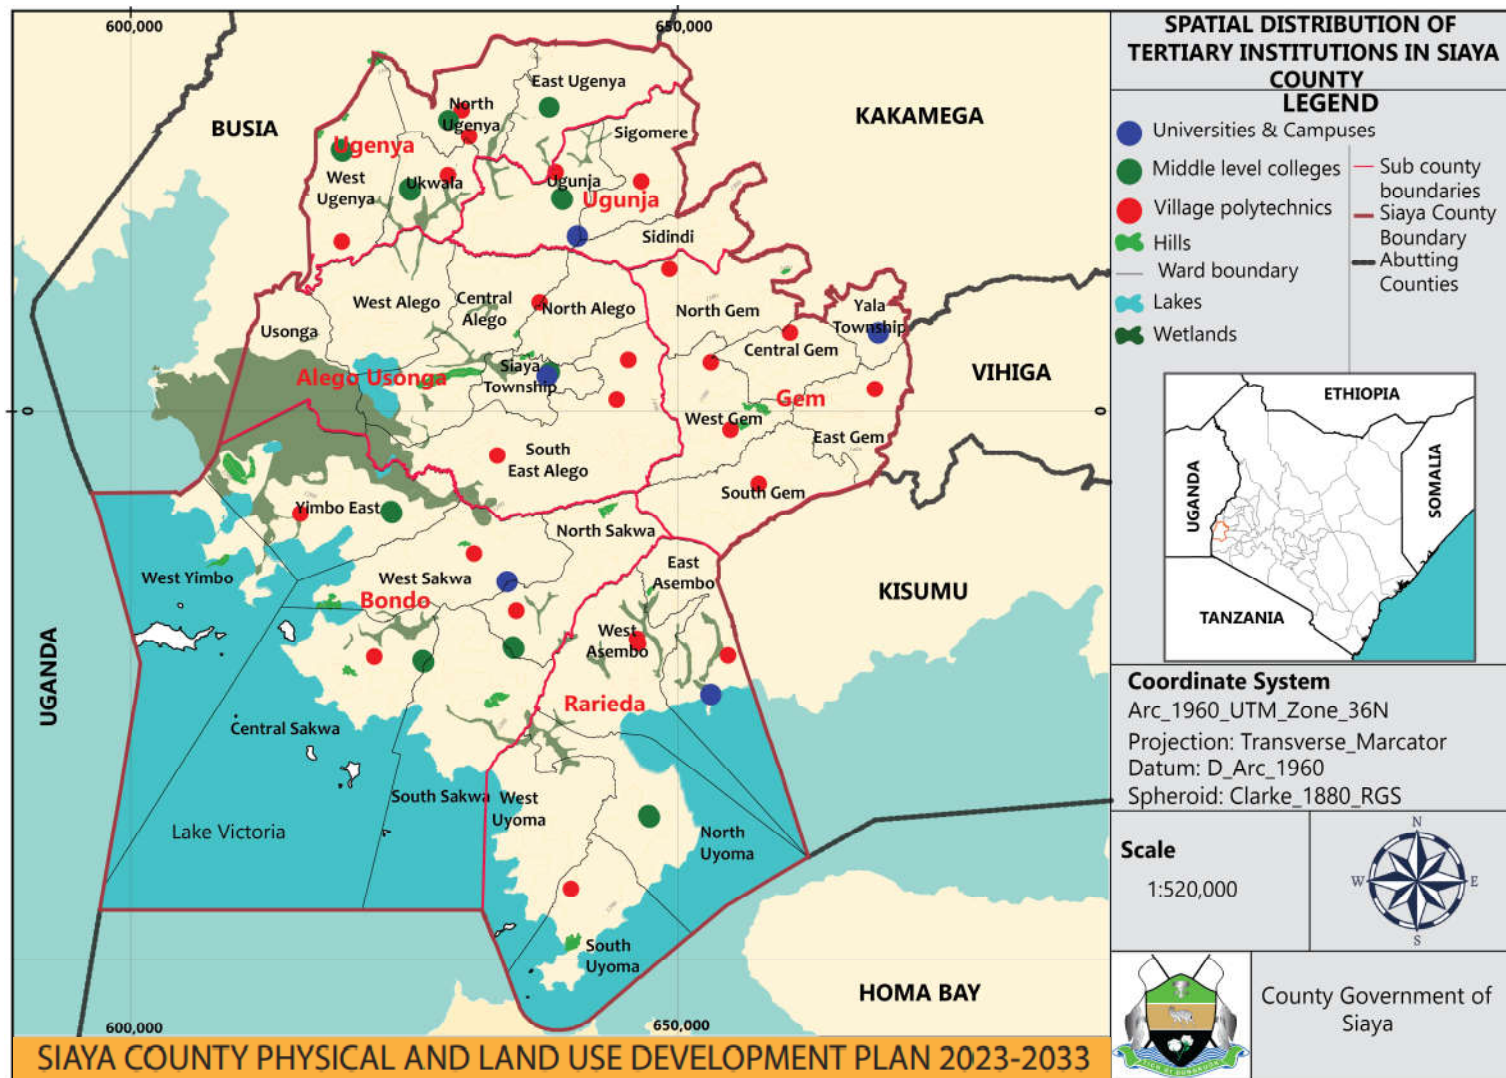 600,000
650,000
BUSIA
KAKAMEGA
East Ugenya
North
Ugenya
Sigomere
Ugenya
West
Ugenya
Ukwala
Ugunja
Ugunja
Sidindi
West Alego
Central
Alego
North Alego
North Gem
Yala
Township
Usonga
Central Gem
VIHIGA
Siaya
Township
Alego Usonga
Gem
0
0
West Gem
East Gem
South
East Alego
South Gem
Yimbo East
North Sakwa
West Yimbo
West Sakwa
East
Asembo
KISUMU
Bondo
West
Asembo
UGANDA
Rarieda
Central Sakwa
South Sakwa
West
Uyoma
Lake Victoria
North
Uyoma
South
Uyoma
HOMA BAY
600,000
650,000
SIAYA COUNTY PHYSICAL AND LAND USE DEVELOPMENT PLAN 2023-2033
SPATIAL DISTRIBUTION OF
TERTIARY INSTITUTIONS IN SIAYA
COUNTY
LEGEND
Universities & Campuses
Middle level colleges
Village polytechnics
Hills
Ward boundary
Lakes
Wetlands
Sub county
boundaries
Siaya County
Boundary
Abutting
Counties
ETHIOPIA
UGANDA
SOMALIA
TANZANIA
Coordinate System
Arc_1960_UTM_Zone_36N
Projection: Transverse_Marcator
Datum: D_Arc_1960
Spheroid: Clarke_1880_RGS
Scale
1:520,000
N
W
E
S
County Government of
Siaya